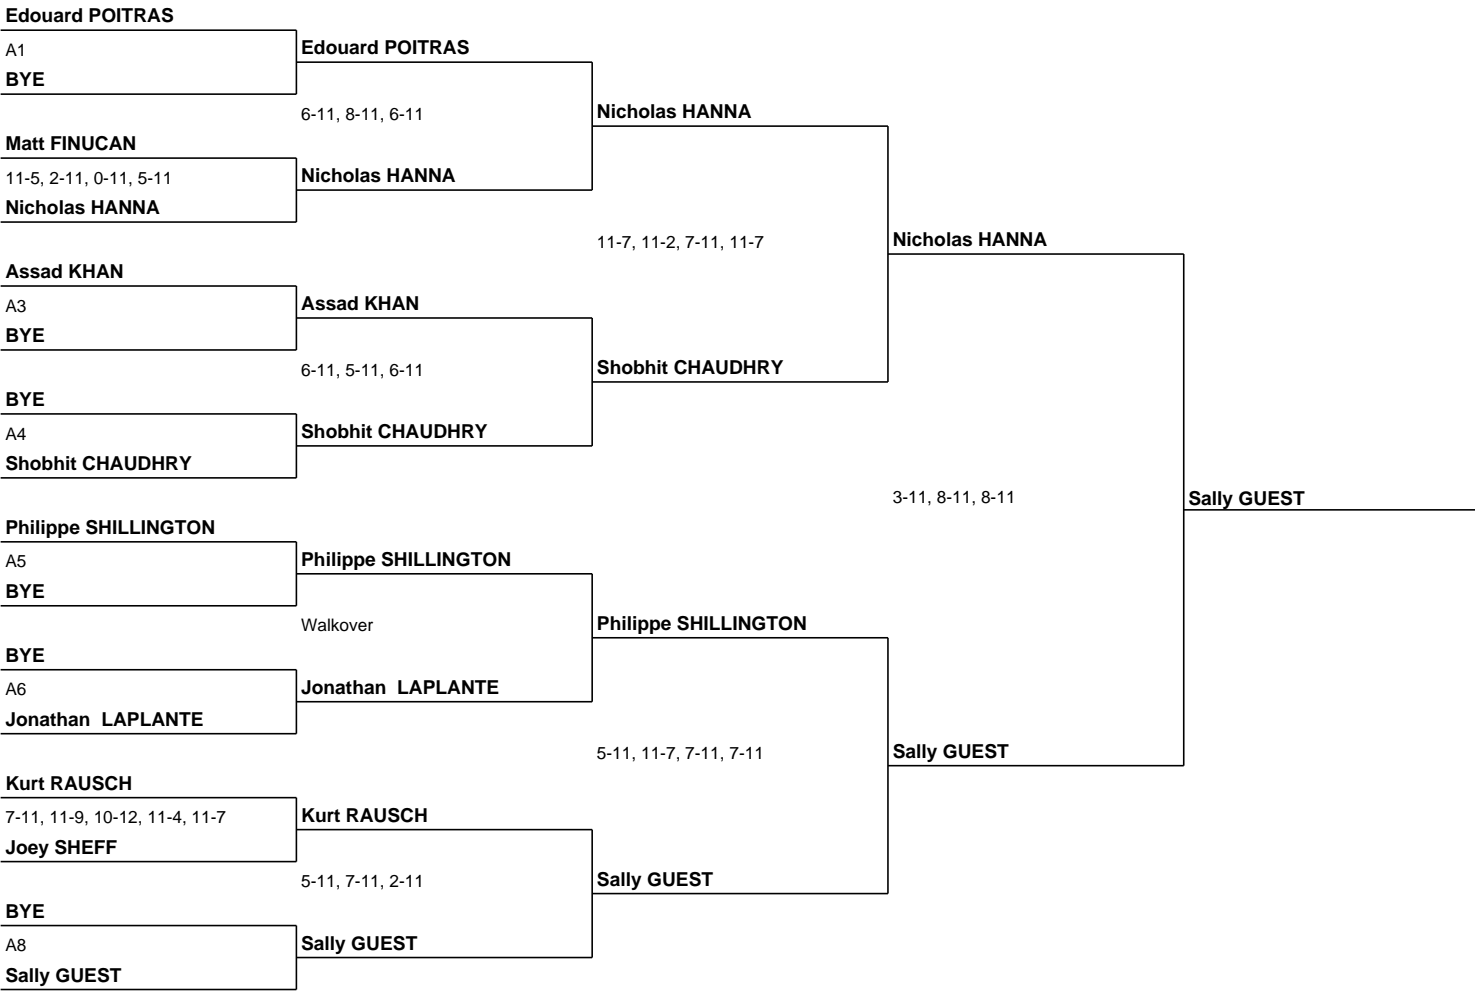 Edouard POITRAS
A1
BYE
Edouard POITRAS
6-11, 8-11, 6-11
Matt FINUCAN
11-5, 2-11, 0-11, 5-11
Nicholas HANNA
Nicholas HANNA
Nicholas HANNA
11-7, 11-2, 7-11, 11-7
Assad KHAN
A3
BYE
Assad KHAN
6-11, 5-11, 6-11
BYE
A4
Shobhit CHAUDHRY
Shobhit CHAUDHRY
Shobhit CHAUDHRY
Nicholas HANNA
3-11, 8-11, 8-11
Philippe SHILLINGTON
A5
BYE
Philippe SHILLINGTON
Walkover
BYE
A6
Jonathan  LAPLANTE
Jonathan  LAPLANTE
Philippe SHILLINGTON
5-11, 11-7, 7-11, 7-11
Kurt RAUSCH
7-11, 11-9, 10-12, 11-4, 11-7
Joey SHEFF
Kurt RAUSCH
5-11, 7-11, 2-11
BYE
A8
Sally GUEST
Sally GUEST
Sally GUEST
Sally GUEST
Sally GUEST